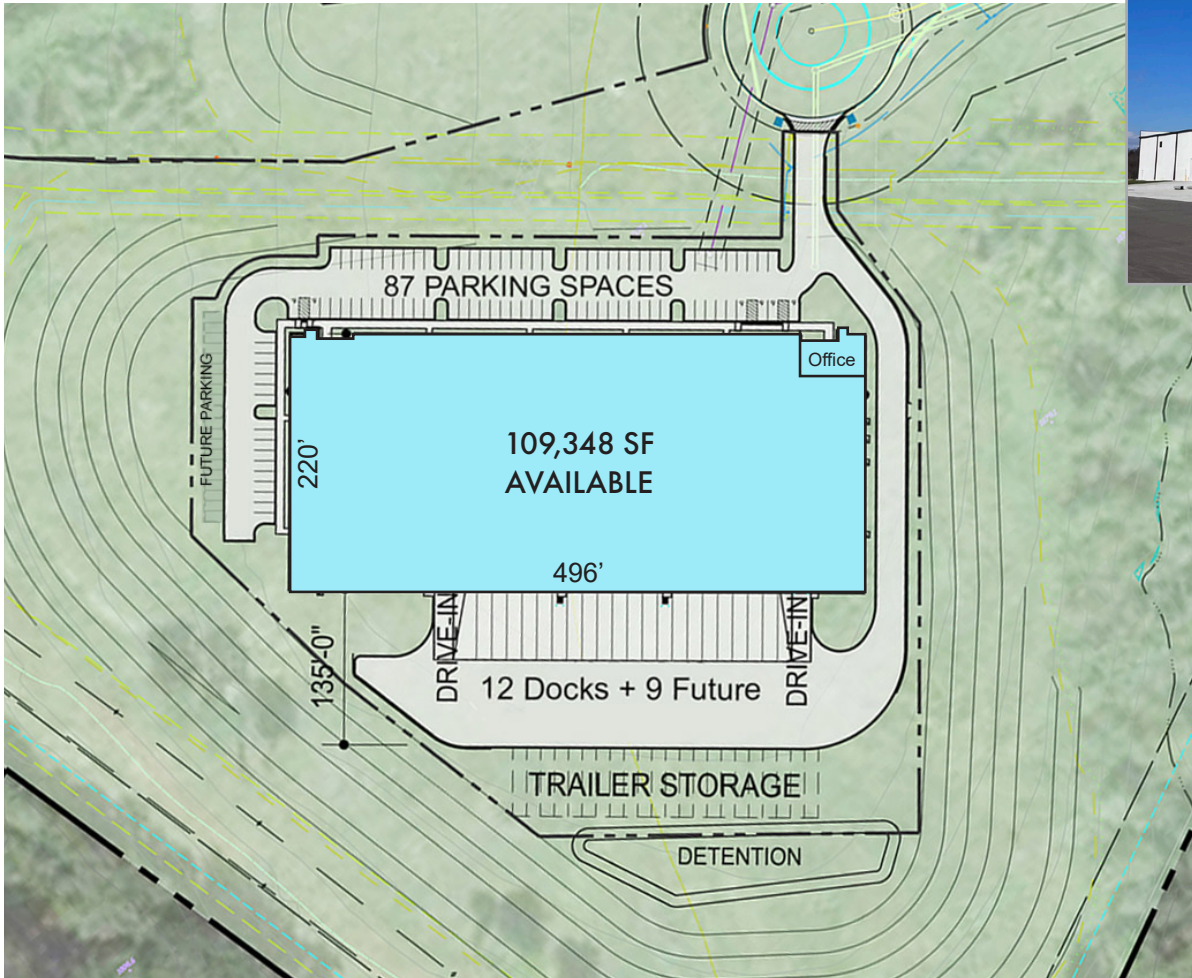 87 PARKING SPACES
Office
FUTURE PARKING
220’
109,348 SF
AVAILABLE
496’
DRIVE-IN
DRIVE-IN
135'-0"
12 Docks + 9 Future
TRAILER STORAGE
DETENTION